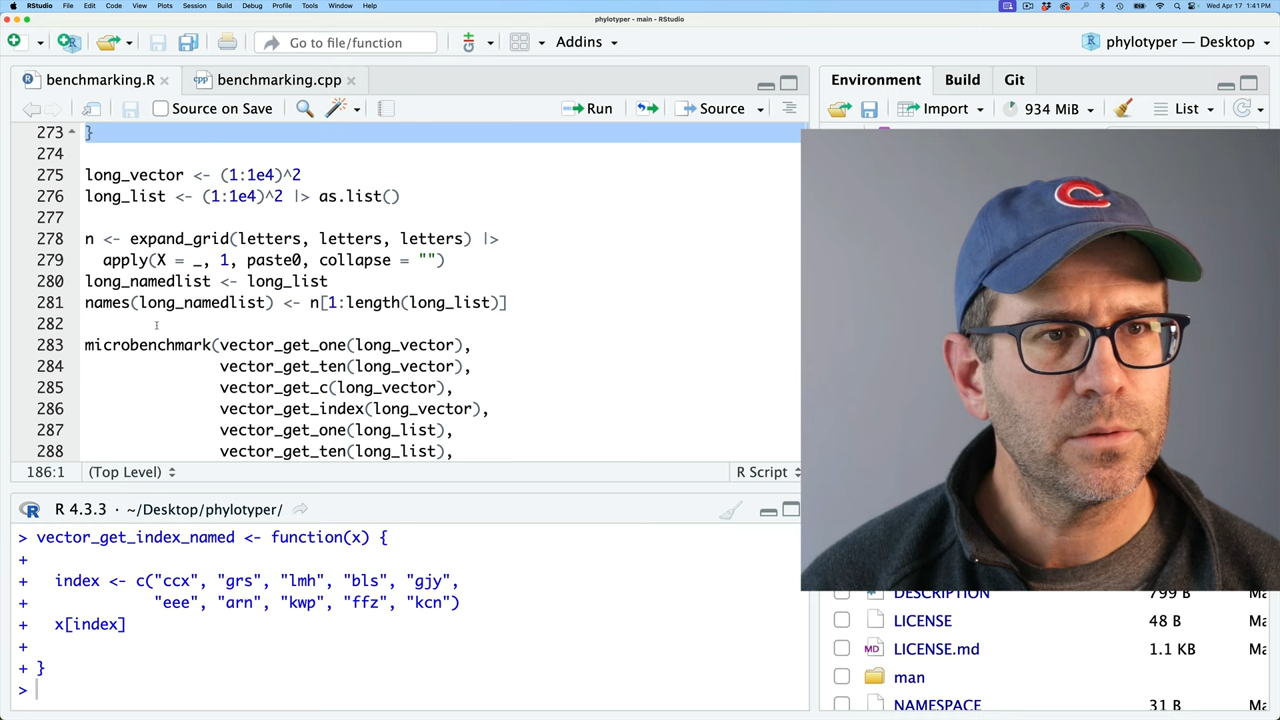 RStudio File Edit Code View Plots Session Build Debug Profile Tools Window Help Wed Apr 17 1:41 PM
phylotyper - main - RStudio
Go to file/function Addins phylotyper — Desktop
benchmarking.R benchmarking.cpp Environment Build Git
Source on Save Run Source Import 934 MiB List
273 }
274
275 long_vector <- (1:1e4)^2
276 long_list <- (1:1e4)^2 |> as.list()
277
278 n <- expand_grid(letters, letters, letters) |>
279 apply(X = _, 1, paste0, collapse = "")
280 long_namedlist <- long_list
281 names(long_namedlist) <- n[1:length(long_list)]
282
283 microbenchmark(vector_get_one(long_vector),
284 vector_get_ten(long_vector),
285 vector_get_c(long_vector),
286 vector_get_index(long_vector),
287 vector_get_one(long_list),
288 vector_get_ten(long_list),
186:1 (Top Level) R Script
R 4.3.3 · ~/Desktop/phylotyper/
> vector_get_index_named <- function(x) {
+
+ index <- c("ccx", "grs", "lmh", "bls", "gjy",
+ "eee", "arn", "kwp", "ffz", "kcn")
+ x[index]
+
+ }
>
DESCRIPTION 799 B
LICENSE 48 B
LICENSE.md 1.1 KB
man
NAMESPACE 31 B
C